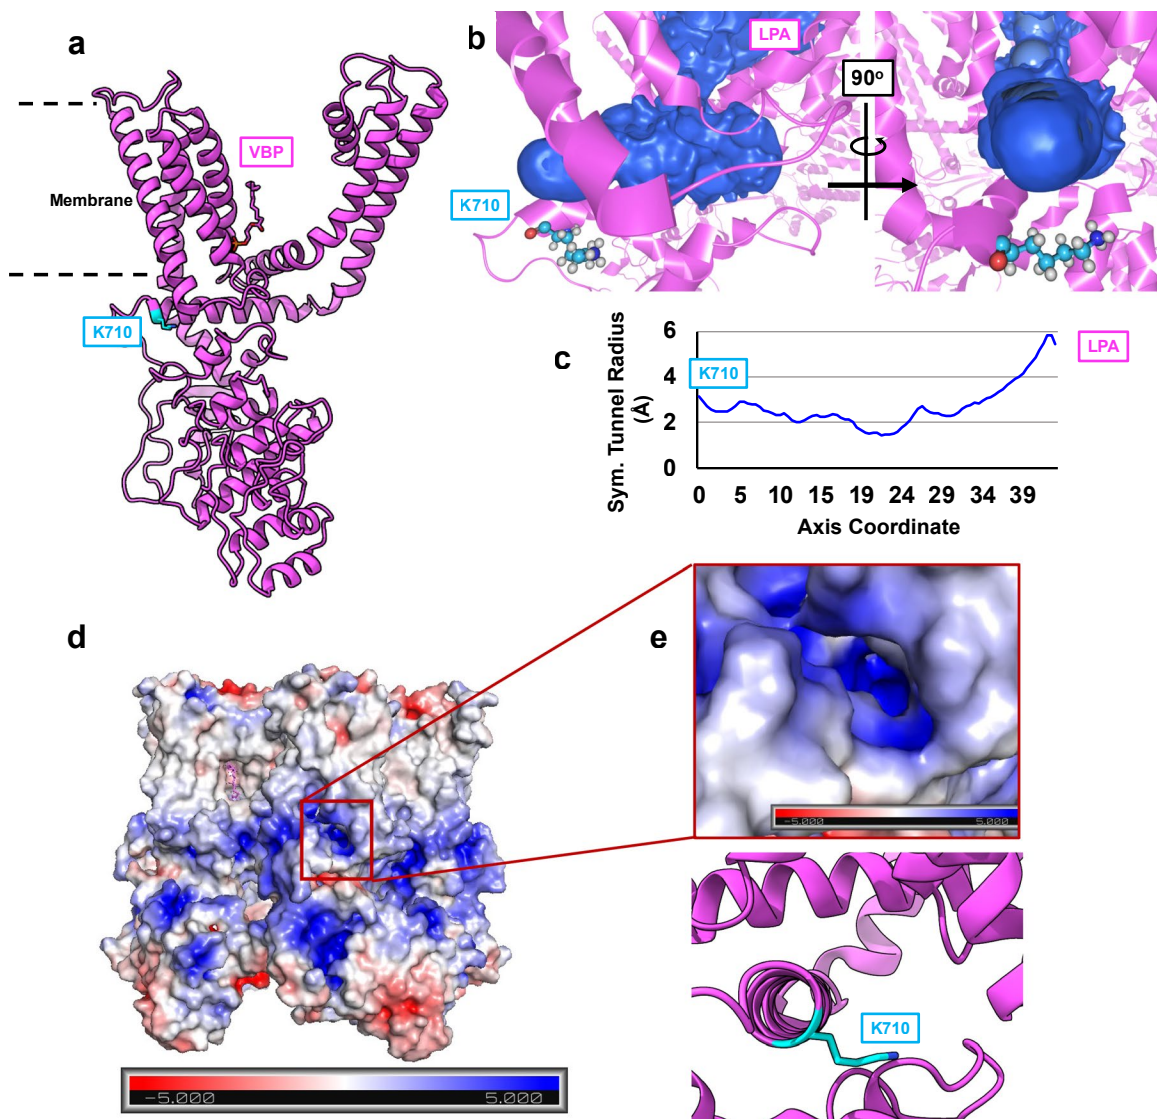 a
VBP
Membrane
K710
b
LPA
90º
K710
c
Sym. Tunnel Radius
(Å)
6
4
2
0
K710
LPA
0 5 10 15 19 24 29 34 39
Axis Coordinate
d
-5.000 5.000
e
-5.000 5.000
K710